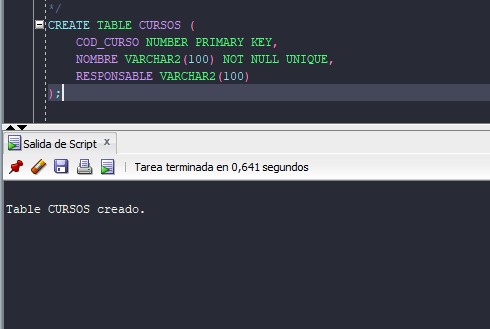 */
CREATE TABLE CURSOS (
COD_CURSO NUMBER PRIMARY KEY,
NOMBRE VARCHAR2(100) NOT NULL UNIQUE,
RESPONSABLE VARCHAR2(100)
);
Salida de Script x
Tarea terminada en 0,641 segundos
Table CURSOS creado.